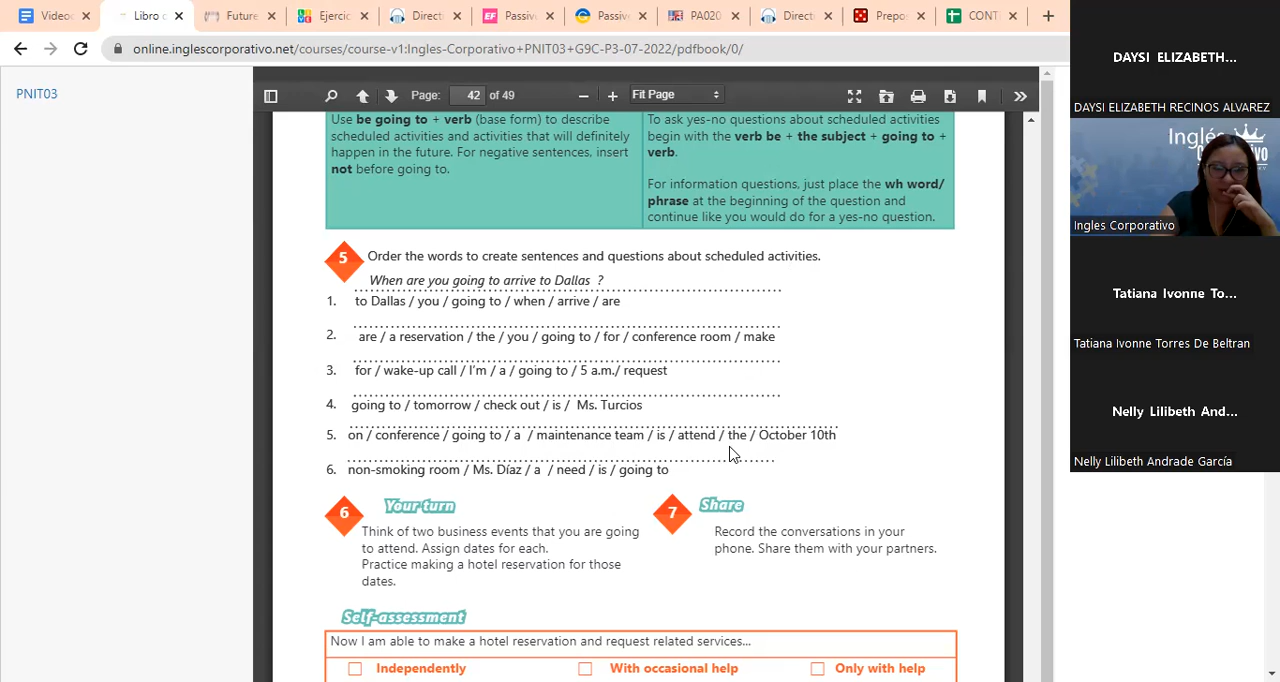 Videoc
Libro d
Future
Ejercic
Directi
Passiv
Passiv
PA020
Directi
Prepos
CONT
online.inglescorporativo.net/courses/course-v1:Ingles-Corporativo+PNIT03+G9C-P3-07-2022/pdfbook/0/
PNIT03
Page: 42 of 49
Fit Page
Use be going to + verb (base form) to describe
scheduled activities and activities that will definitely
happen in the future. For negative sentences, insert
not before going to.
To ask yes-no questions about scheduled activities
begin with the verb be + the subject + going to +
verb.
For information questions, just place the wh word/
phrase at the beginning of the question and
continue like you would do for a yes-no question.
5 Order the words to create sentences and questions about scheduled activities.
When are you going to arrive to Dallas ?
1. to Dallas / you / going to / when / arrive / are
2. are / a reservation / the / you / going to / for / conference room / make
3. for / wake-up call / I'm / a / going to / 5 a.m./ request
4. going to / tomorrow / check out / is / Ms. Turcios
5. on / conference / going to / a / maintenance team / is / attend / the / October 10th
6. non-smoking room / Ms. Díaz / a / need / is / going to
6 Your turn
Think of two business events that you are going
to attend. Assign dates for each.
Practice making a hotel reservation for those
dates.
7 Share
Record the conversations in your
phone. Share them with your partners.
Self-assessment
Now I am able to make a hotel reservation and request related services...
Independently
With occasional help
Only with help
DAYSI ELIZABETH...
DAYSI ELIZABETH RECINOS ALVAREZ
Inglés
Ingles Corporativo
Tatiana Ivonne To...
Tatiana Ivonne Torres De Beltran
Nelly Lilibeth And...
Nelly Lilibeth Andrade García